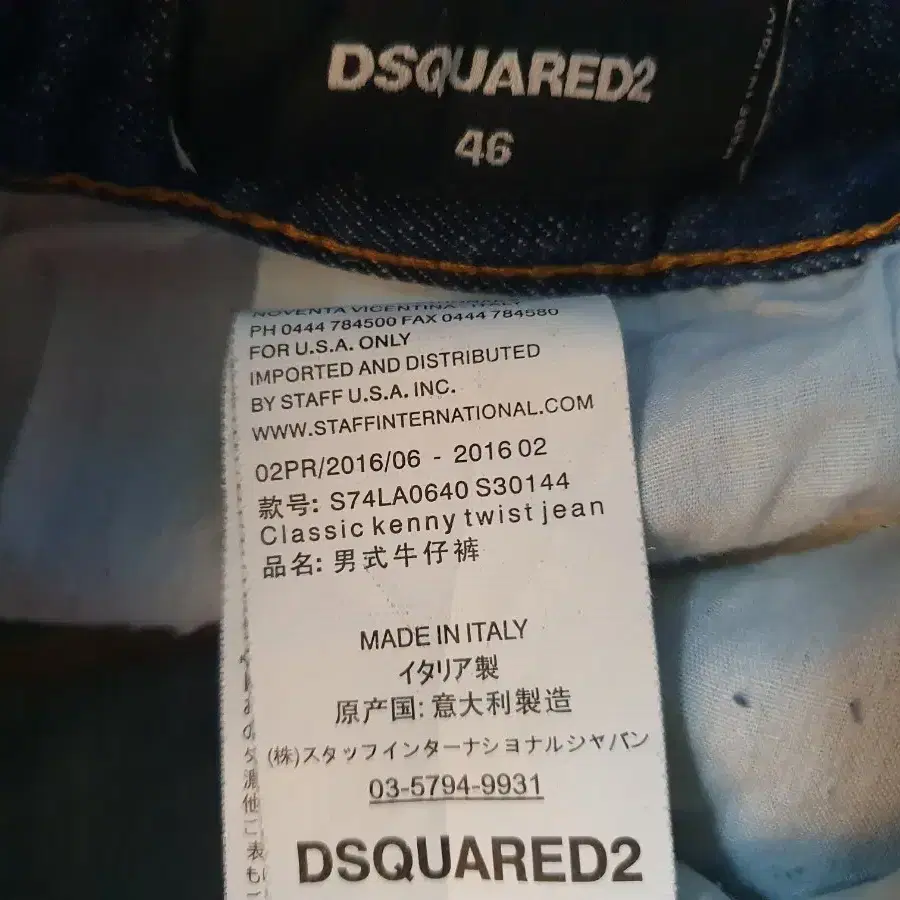 DSQUARED2
46
NOVENTA VICENTINA - ITALY
PH 0444 784500 FAX 0444 784580
FOR U.S.A. ONLY
IMPORTED AND DISTRIBUTED
BY STAFF U.S.A. INC.
WWW.STAFFINTERNATIONAL.COM
02PR/2016/06 - 2016 02
款号: S74LA0640 S30144
Classic kenny twist jean
品名: 男式牛仔裤
MADE IN ITALY
イタリア製
原产国: 意大利製造
(株)スタッフインターナショナルジャパン
03-5794-9931
DSQUARED2